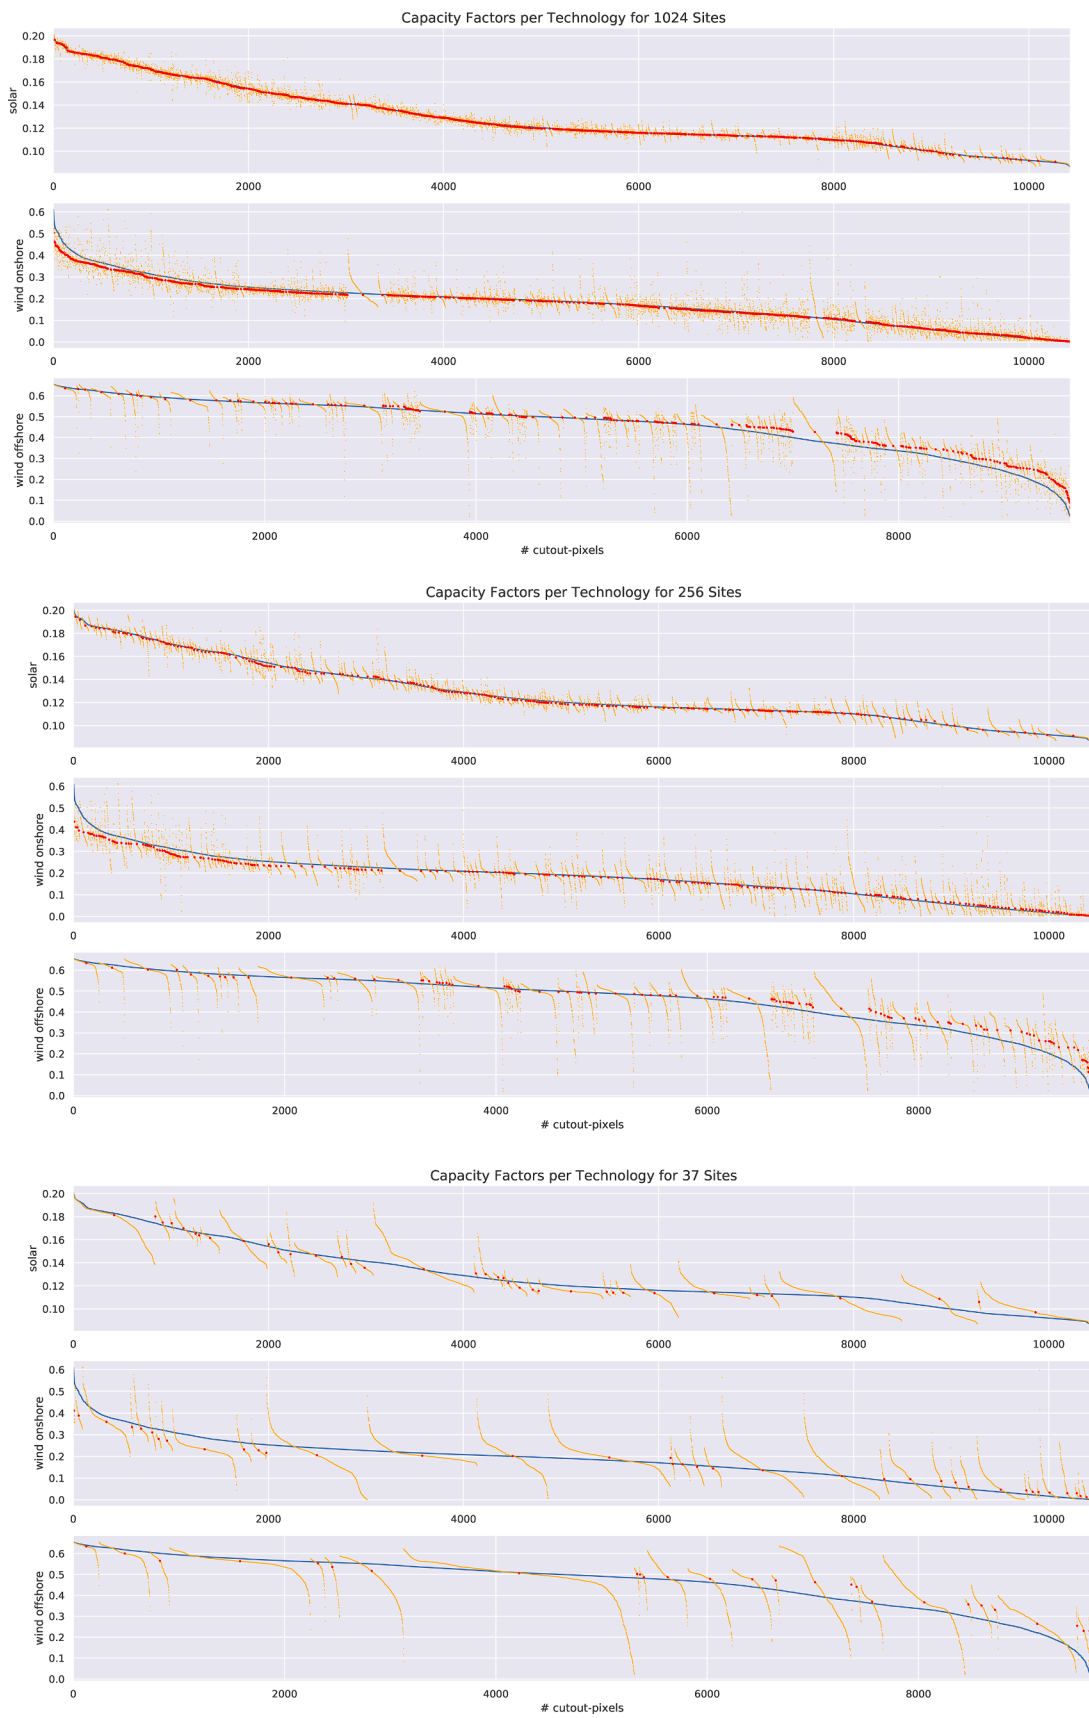 Capacity Factors per Technology for 1024 Sites
solar
0.20
0.18
0.16
0.14
0.12
0.10
0 2000 4000 6000 8000 10000
wind onshore
0.6
0.5
0.4
0.3
0.2
0.1
0.0
0 2000 4000 6000 8000 10000
wind offshore
0.6
0.5
0.4
0.3
0.2
0.1
0.0
0 2000 4000 6000 8000
# cutout-pixels
Capacity Factors per Technology for 256 Sites
solar
0.20
0.18
0.16
0.14
0.12
0.10
0 2000 4000 6000 8000 10000
wind onshore
0.6
0.5
0.4
0.3
0.2
0.1
0.0
0 2000 4000 6000 8000 10000
wind offshore
0.6
0.5
0.4
0.3
0.2
0.1
0.0
0 2000 4000 6000 8000
# cutout-pixels
Capacity Factors per Technology for 37 Sites
solar
0.20
0.18
0.16
0.14
0.12
0.10
0 2000 4000 6000 8000 10000
wind onshore
0.6
0.5
0.4
0.3
0.2
0.1
0.0
0 2000 4000 6000 8000 10000
wind offshore
0.6
0.5
0.4
0.3
0.2
0.1
0.0
0 2000 4000 6000 8000
# cutout-pixels